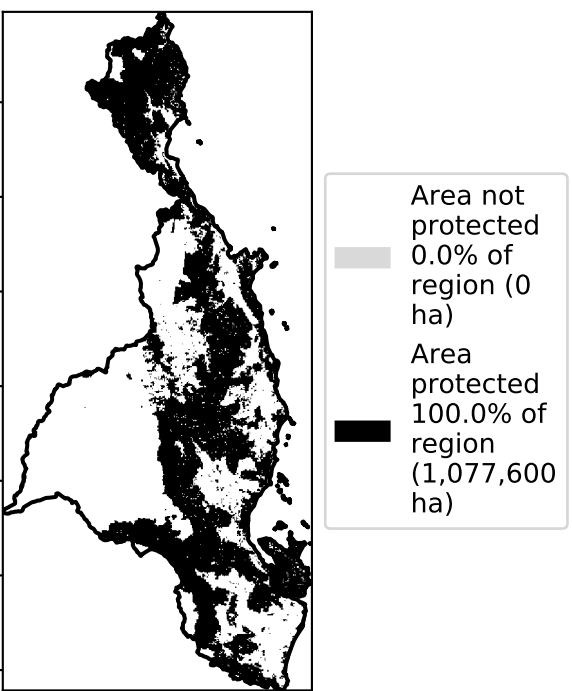 Area not
protected
0.0% of
region (0
ha)
Area
protected
100.0% of
region
(1,077,600
ha)